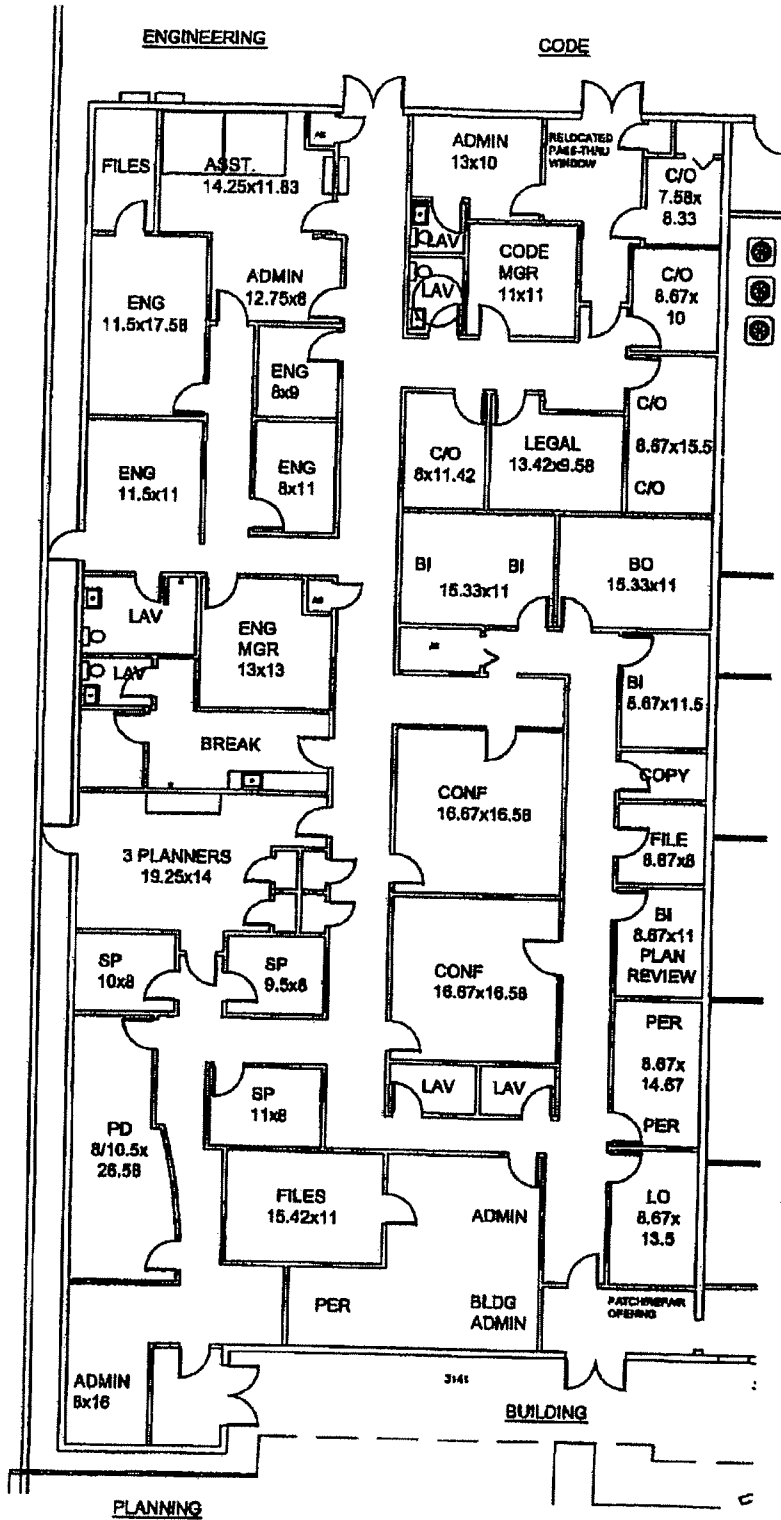 ENGINEERING
CODE
FILES
ASST.
14.25x11.83
ADMIN
13x10
RELOCATED
PASS-THRU
WINDOW
C/O
7.58x
8.33
LAV
CODE
MGR
11x11
LAV
ADMIN
12.75x8
ENG
11.5x17.58
C/O
8.67x
10
ENG
8x9
C/O
8.67x15.5
C/O
C/O
8x11.42
LEGAL
13.42x9.58
ENG
11.5x11
ENG
8x11
BI
BI
15.33x11
BO
15.33x11
LAV
ENG
MGR
13x13
LAV
BI
8.67x11.5
BREAK
COPY
CONF
16.67x16.58
FILE
8.67x8
3 PLANNERS
19.25x14
BI
8.67x11
PLAN
REVIEW
SP
10x8
SP
9.5x8
CONF
16.67x16.58
PER
8.67x
14.67
PER
LAV
LAV
SP
11x8
PD
8/10.5x
26.58
FILES
15.42x11
ADMIN
LO
8.67x
13.5
PER
BLDG
ADMIN
PATCH/REPAIR
OPENING
ADMIN
8x16
3141
BUILDING
PLANNING